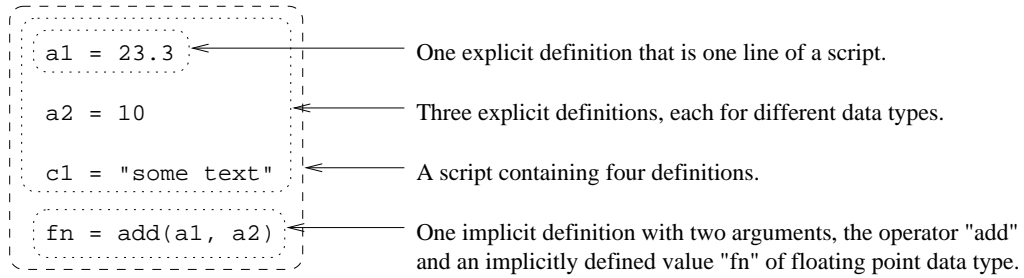 a1 = 23.3
One explicit definition that is one line of a script.
a2 = 10
Three explicit definitions, each for different data types.
c1 = "some text"
A script containing four definitions.
fn = add(a1, a2)
One implicit definition with two arguments, the operator "add"
and an implicitly defined value "fn" of floating point data type.